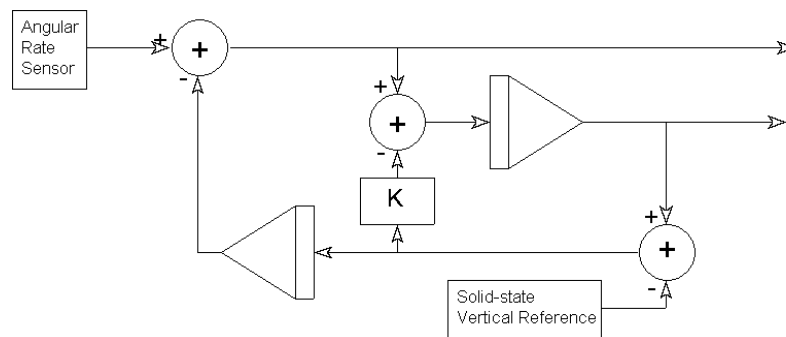 Angular
Rate
Sensor
+
-
+
+
-
+
K
+
-
+
Solid-state
Vertical Reference